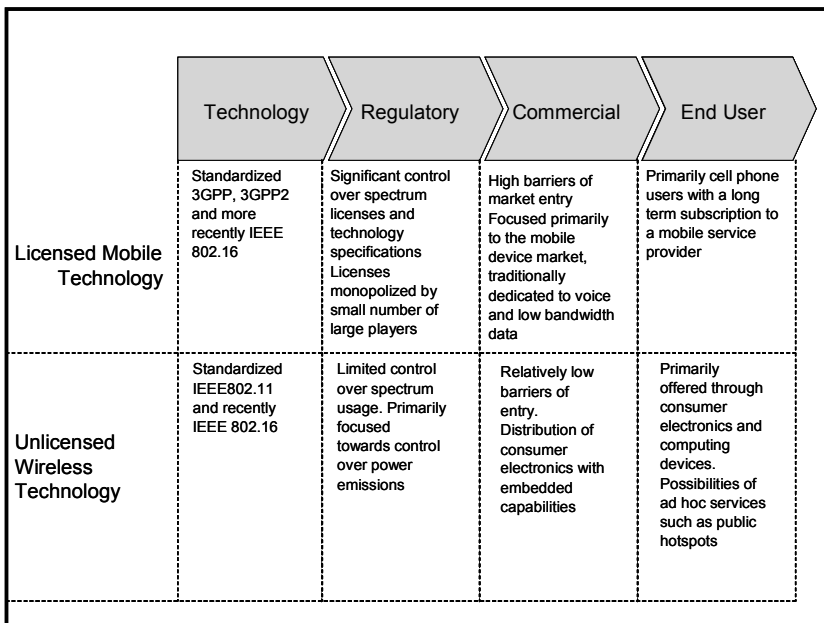 Technology
Regulatory
Commercial
End User
Licensed Mobile
Technology
Standardized
3GPP, 3GPP2
and more
recently IEEE
802.16
Significant control
over spectrum
licenses and
technology
specifications
Licenses
monopolized by
small number of
large players
High barriers of
market entry
Focused primarily
to the mobile
device market,
traditionally
dedicated to voice
and low bandwidth
data
Primarily cell phone
users with a long
term subscription to
a mobile service
provider
Unlicensed
Wireless
Technology
Standardized
IEEE802.11
and recently
IEEE 802.16
Limited control
over spectrum
usage. Primarily
focused
towards control
over power
emissions
Relatively low
barriers of
entry.
Distribution of
consumer
electronics with
embedded
capabilities
Primarily
offered through
consumer
electronics and
computing
devices.
Possibilities of
ad hoc services
such as public
hotspots